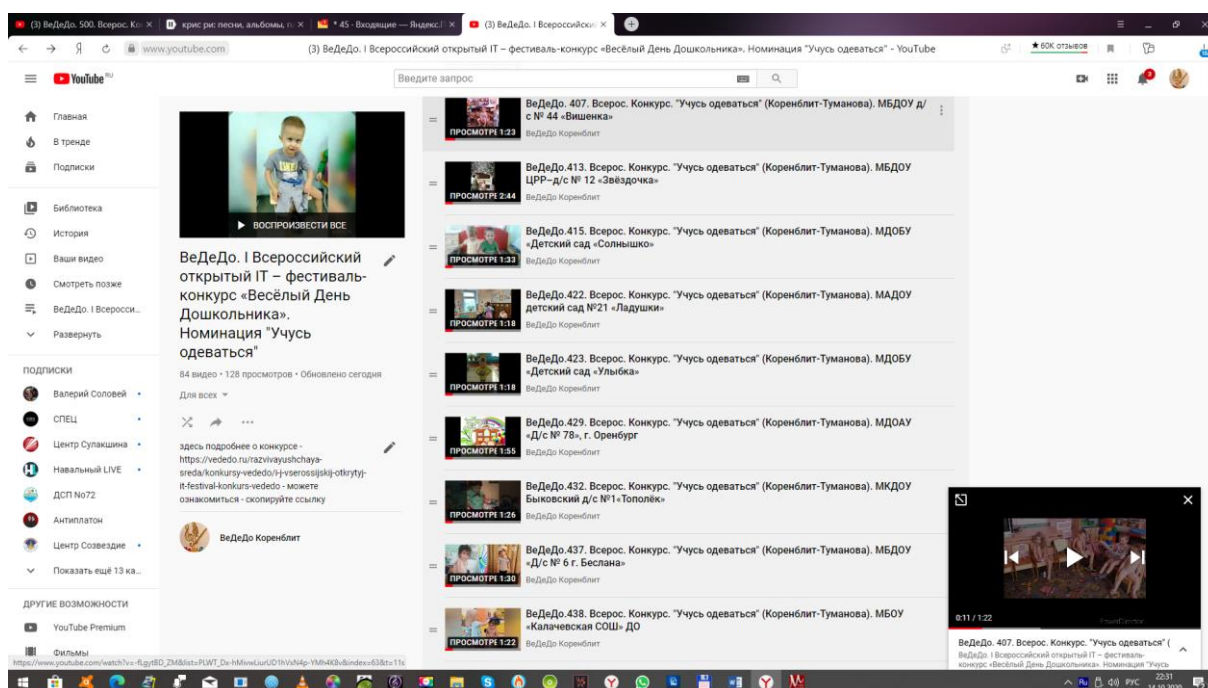 (3) ВеДеДо. 500. Всерос. Ко
крис ри: песни, альбомы, п
* 45 - Входящие — Яндекс.
(3) ВеДеДо. I Всероссийски
www.youtube.com
(3) ВеДеДо. I Всероссийский открытый IT – фестиваль-конкурс «Весёлый День Дошкольника». Номинация "Учусь одеваться" - YouTube
★ 60K отзывов
YouTube RU
Введите запрос
3
Главная
В тренде
Подписки
Библиотека
История
Ваши видео
Смотреть позже
ВеДеДо. I Всеросси...
Развернуть
ПОДПИСКИ
Валерий Соловей
СПЕЦ
Центр Сулакшина
Навальный LIVE
ДСП No72
Антиплатон
Центр Созвездие
Показать ещё 13 ка...
ДРУГИЕ ВОЗМОЖНОСТИ
YouTube Premium
Фильмы
ВОСПРОИЗВЕСТИ ВСЕ
ВеДеДо. I Всероссийский
открытый IT – фестиваль-
конкурс «Весёлый День
Дошкольника».
Номинация "Учусь
одеваться"
84 видео • 128 просмотров • Обновлено сегодня
Для всех
здесь подробнее о конкурсе -
https://vededo.ru/razvivayushchaya-
sreda/konkursy-vededo/i-j-vserossijskij-otkrytyj-
it-festival-konkurs-vededo - можете
ознакомиться - скопируйте ссылку
ВеДеДо Коренблит
ВеДеДо. 407. Всерос. Конкурс. "Учусь одеваться" (Коренблит-Туманова). МБДОУ д/
с № 44 «Вишенка»
ПРОСМОТРЕ 1:23
ВеДеДо Коренблит
ВеДеДо.413. Всерос. Конкурс. "Учусь одеваться" (Коренблит-Туманова). МБДОУ
ЦРР–д/с № 12 «Звёздочка»
ПРОСМОТРЕ 2:44
ВеДеДо Коренблит
ВеДеДо.415. Всерос. Конкурс. "Учусь одеваться" (Коренблит-Туманова). МДОБУ
«Детский сад «Солнышко»
ПРОСМОТРЕ 1:33
ВеДеДо Коренблит
ВеДеДо.422. Всерос. Конкурс. "Учусь одеваться" (Коренблит-Туманова). МАДОУ
детский сад №21 «Ладушки»
ПРОСМОТРЕ 1:18
ВеДеДо Коренблит
ВеДеДо.423. Всерос. Конкурс. "Учусь одеваться" (Коренблит-Туманова). МДОБУ
«Детский сад «Улыбка»
ПРОСМОТРЕ 1:18
ВеДеДо Коренблит
ВеДеДо.429. Всерос. Конкурс. "Учусь одеваться" (Коренблит-Туманова). МДОАУ
«Д/с № 78», г. Оренбург
ПРОСМОТРЕ 1:55
ВеДеДо Коренблит
ВеДеДо.432. Всерос. Конкурс. "Учусь одеваться" (Коренблит-Туманова). МКДОУ
Быковский д/с №1«Тополёк»
ПРОСМОТРЕ 1:26
ВеДеДо Коренблит
ВеДеДо.437. Всерос. Конкурс. "Учусь одеваться" (Коренблит-Туманова). МБДОУ
«Д/с № 6 г. Беслана»
ПРОСМОТРЕ 1:30
ВеДеДо Коренблит
ВеДеДо.438. Всерос. Конкурс. "Учусь одеваться" (Коренблит-Туманова). МБОУ
«Калачевская СОШ» ДО
ПРОСМОТРЕ 1:22
ВеДеДо Коренблит
0:11 / 1:22
PowerDirector
ВеДеДо. 407. Всерос. Конкурс. "Учусь одеваться" (
ВеДеДо. I Всероссийский открытый IT – фестиваль-
конкурс «Весёлый День Дошкольника». Номинация "Учусь
Ru
РУС
22:31
14.10.2020